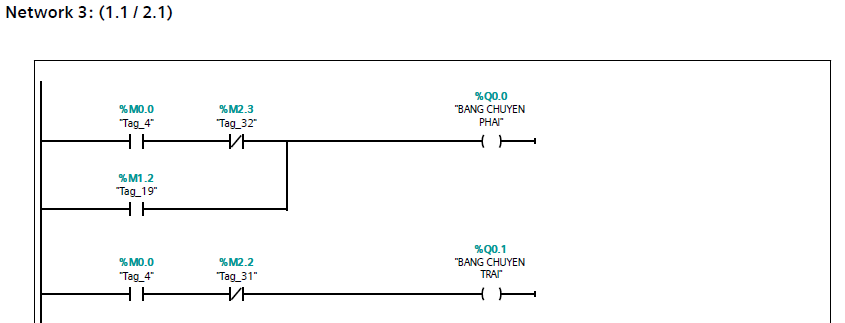 Network 3: (1.1 / 2.1)
%M0.0 %M2.3 %Q0.0
"Tag_4" "Tag_32" "BANG CHUYEN
PHAI"
%M1.2
"Tag_19"
%M0.0 %M2.2 %Q0.1
"Tag_4" "Tag_31" "BANG CHUYEN
TRAI"